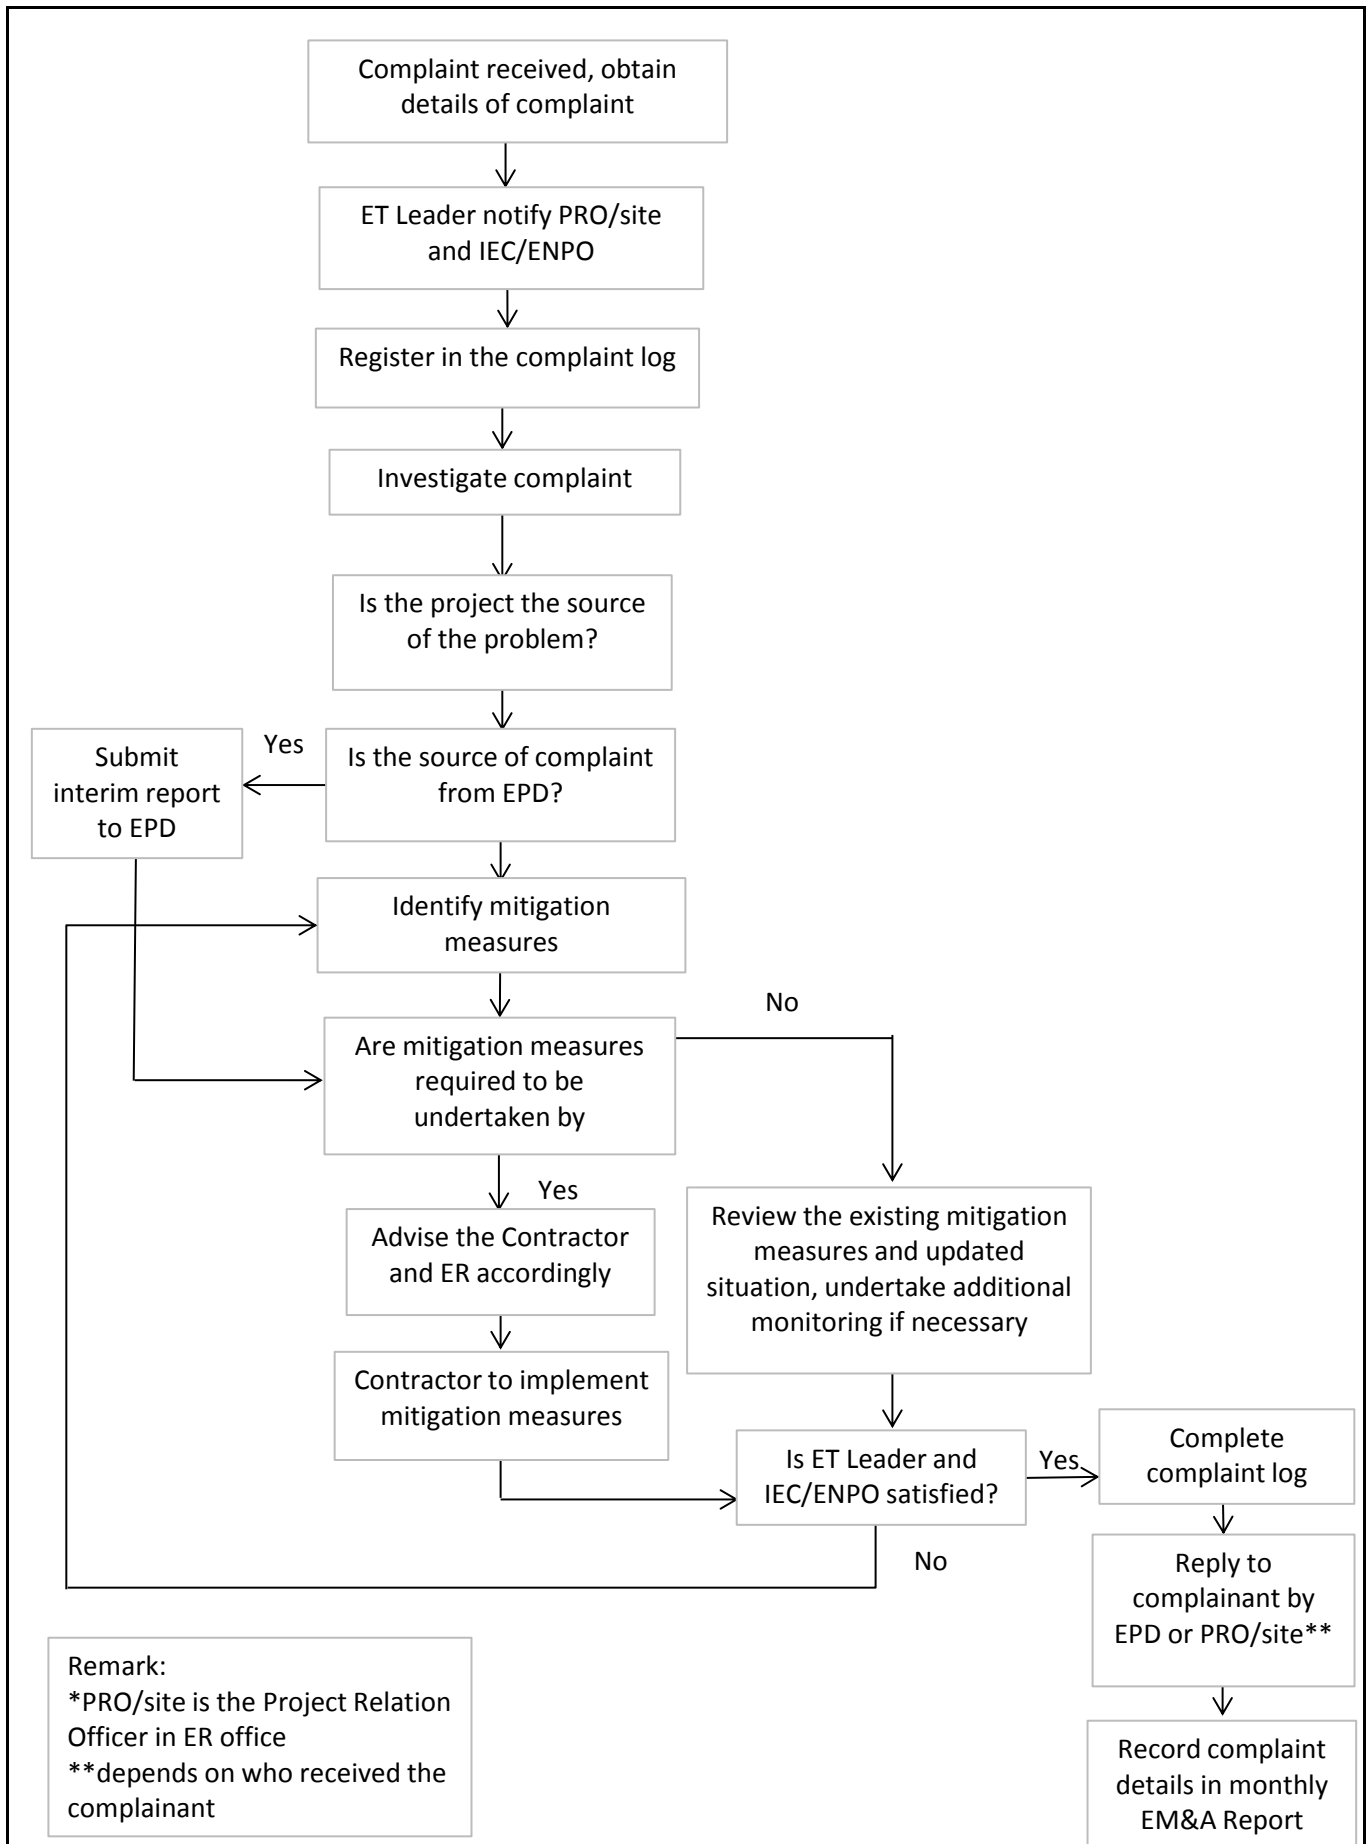 Complaint received, obtain
details of complaint
ET Leader notify PRO/site
and IEC/ENPO
Register in the complaint log
Investigate complaint
Is the project the source
of the problem?
Submit
interim report
to EPD
Yes
Is the source of complaint
from EPD?
Identify mitigation
measures
No
Are mitigation measures
required to be
undertaken by
Yes
Advise the Contractor
and ER accordingly
Review the existing mitigation
measures and updated
situation, undertake additional
monitoring if necessary
Contractor to implement
mitigation measures
Is ET Leader and
IEC/ENPO satisfied?
Yes
No
Complete
complaint log
Reply to
complainant by
EPD or PRO/site**
Record complaint
details in monthly
EM&A Report
Remark:
*PRO/site is the Project Relation
Officer in ER office
**depends on who received the
complainant